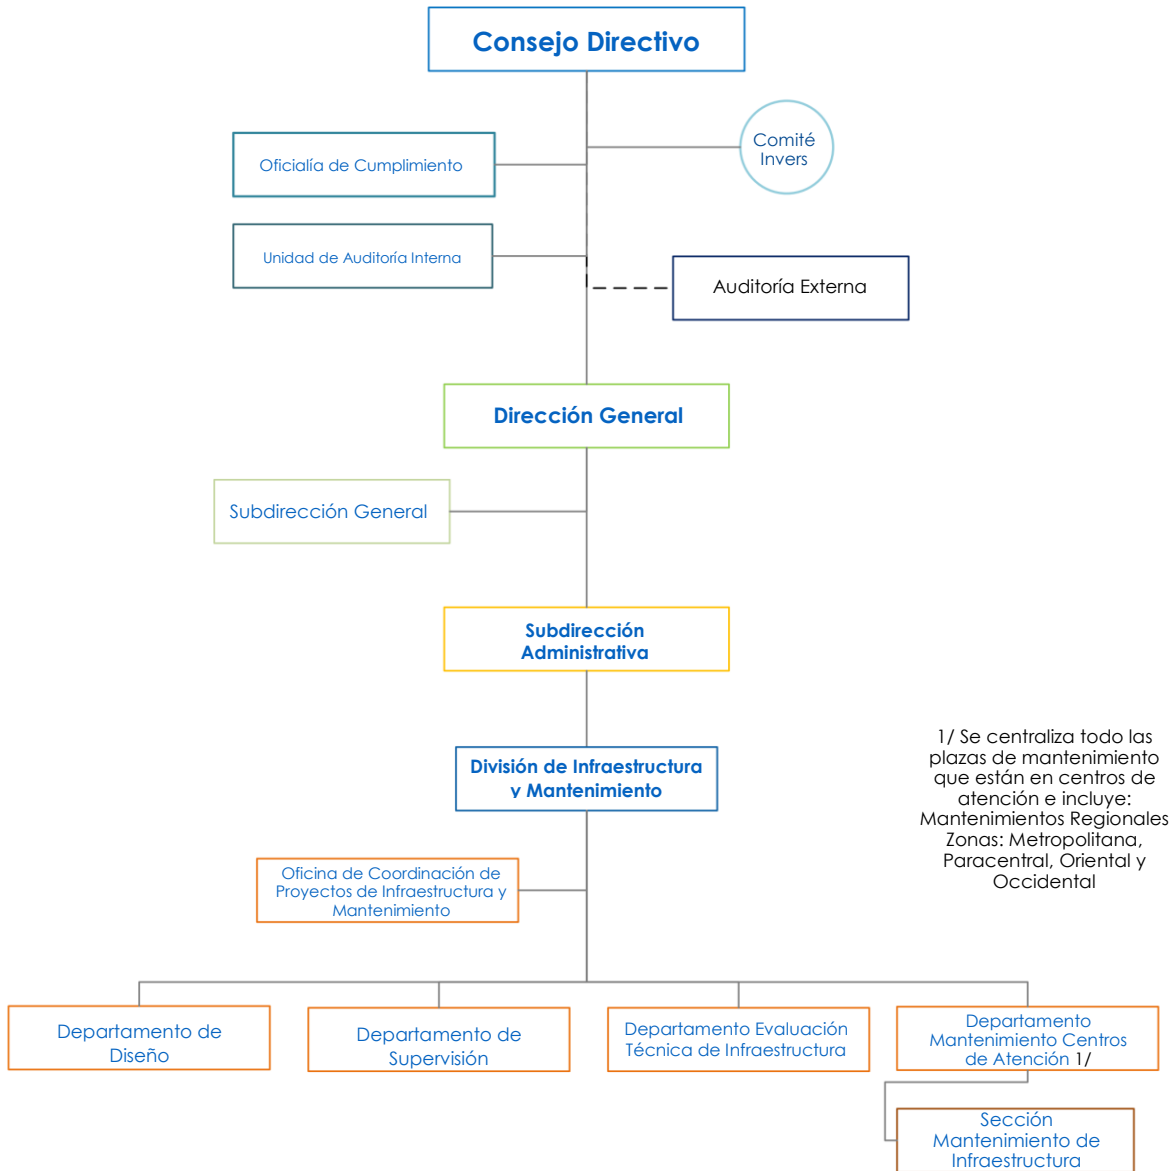 Consejo Directivo
Comité
Invers
Oficialía de Cumplimiento
Unidad de Auditoría Interna
Auditoría Externa
Dirección General
Subdirección General
Subdirección
Administrativa
División de Infraestructura
y Mantenimiento
1/ Se centraliza todo las
plazas de mantenimiento
que están en centros de
atención e incluye:
Mantenimientos Regionales
Zonas: Metropolitana,
Paracentral, Oriental y
Occidental
Oficina de Coordinación de
Proyectos de Infraestructura y
Mantenimiento
Departamento de
Diseño
Departamento de
Supervisión
Departamento Evaluación
Técnica de Infraestructura
Departamento
Mantenimiento Centros
de Atención 1/
Sección
Mantenimiento de
Infraestructura